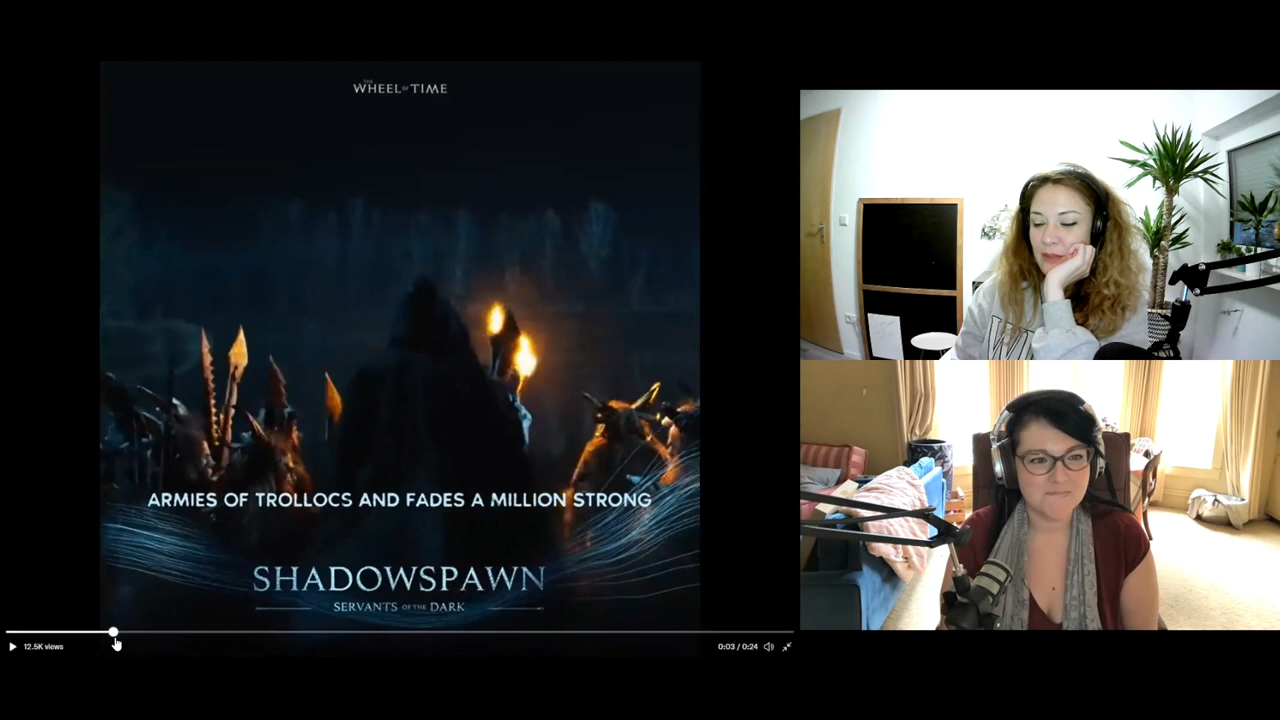 THE
WHEEL OF TIME
ARMIES OF TROLLOCS AND FADES A MILLION STRONG
SHADOWSPAWN
SERVANTS OF THE DARK
12.5K views
0:03 / 0:24